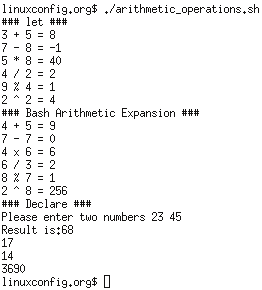 linuxconfig.org$ ./arithmetic_operations.sh
### let ###
3 + 5 = 8
7 - 8 = -1
5 * 8 = 40
4 / 2 = 2
9 % 4 = 1
2 ^ 2 = 4
### Bash Arithmetic Expansion ###
4 + 5 = 9
7 - 7 = 0
4 x 6 = 6
6 / 3 = 2
8 % 7 = 1
2 ^ 8 = 256
### Declare ###
Please enter two numbers 23 45
Result is:68
17
14
3690
linuxconfig.org$